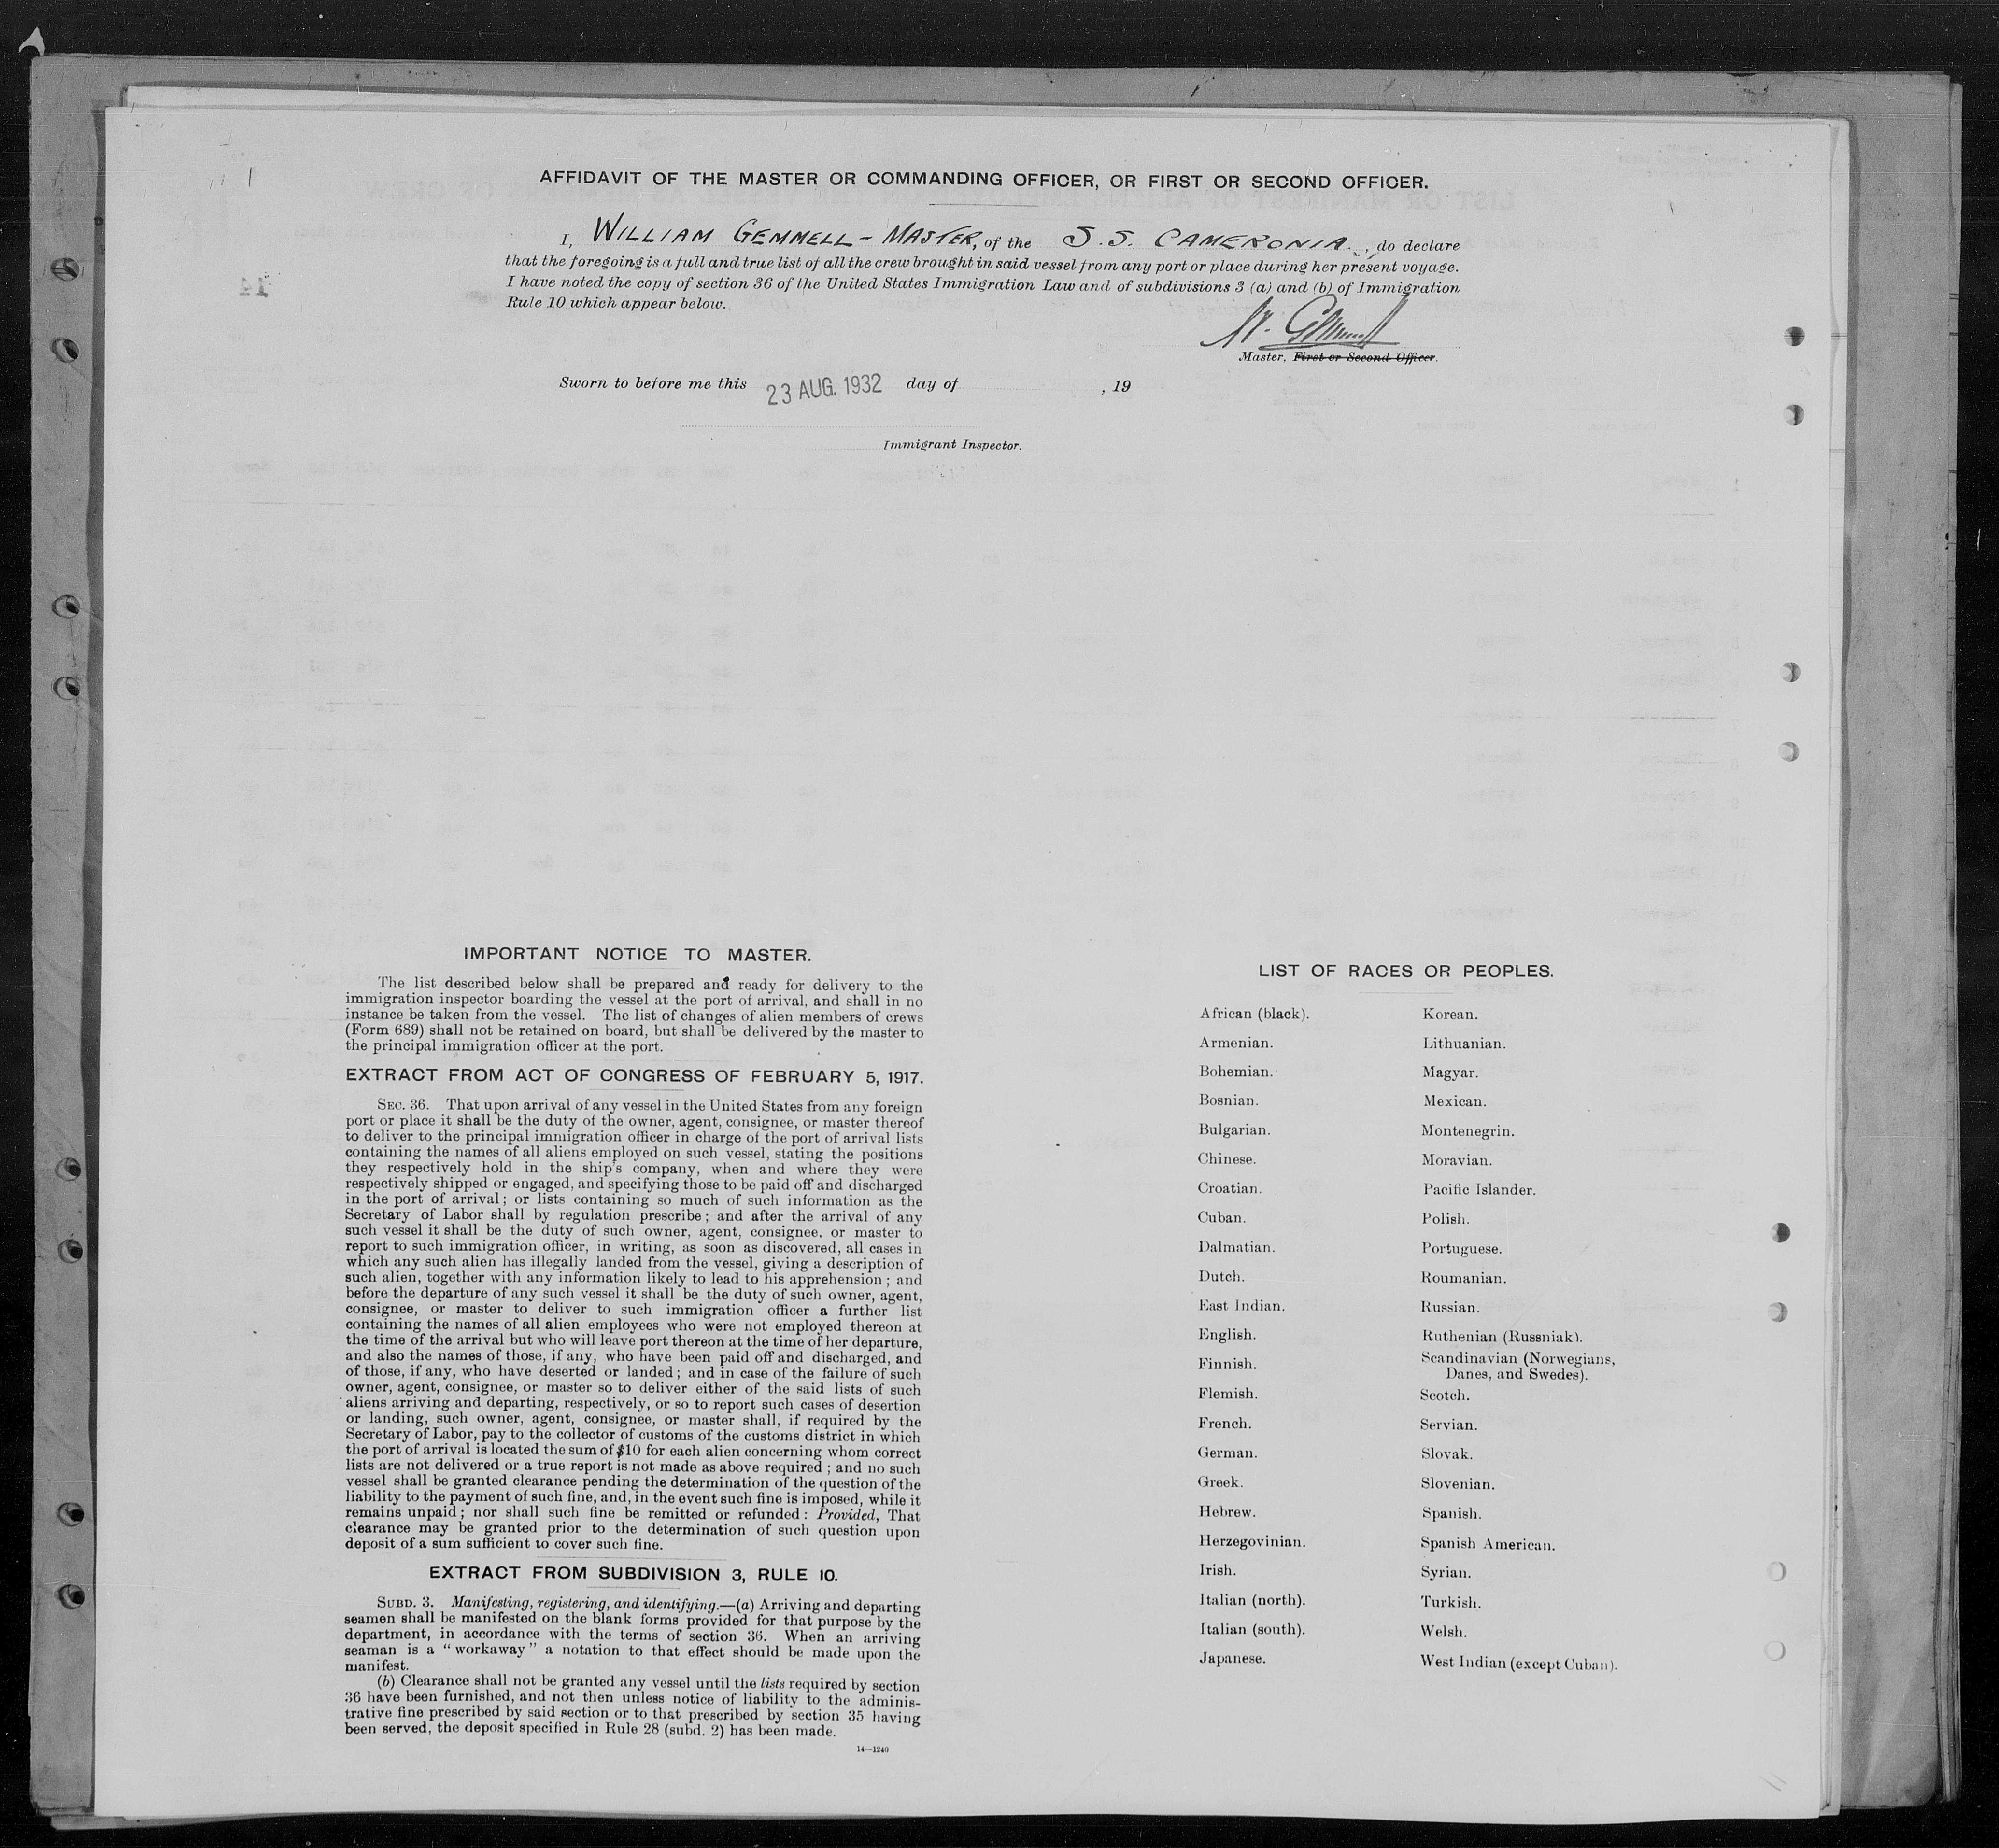 AFFIDAVIT OF THE MASTER OR COMMANDING OFFICER, OR FIRST OR SECOND OFFICER.
I, WILLIAM GEMMELL – MASTER, of the S.S. CAMERONIA., do declare
that the foregoing is a full and true list of all the crew brought in said vessel from any port or place during her present voyage.
I have noted the copy of section 36 of the United States Immigration Law and of subdivisions 3 (a) and (b) of Immigration
Rule 10 which appear below.
W. Gemmell
Master, First or Second Officer.
Sworn to before me this 23 AUG. 1932 day of , 19
Immigrant Inspector.
IMPORTANT NOTICE TO MASTER.
The list described below shall be prepared and ready for delivery to the
immigration inspector boarding the vessel at the port of arrival, and shall in no
instance be taken from the vessel. The list of changes of alien members of crews
(Form 689) shall not be retained on board, but shall be delivered by the master to
the principal immigration officer at the port.
EXTRACT FROM ACT OF CONGRESS OF FEBRUARY 5, 1917.
SEC. 36. That upon arrival of any vessel in the United States from any foreign
port or place it shall be the duty of the owner, agent, consignee, or master thereof
to deliver to the principal immigration officer in charge of the port of arrival lists
containing the names of all aliens employed on such vessel, stating the positions
they respectively hold in the ship's company, when and where they were
respectively shipped or engaged, and specifying those to be paid off and discharged
in the port of arrival; or lists containing so much of such information as the
Secretary of Labor shall by regulation prescribe; and after the arrival of any
such vessel it shall be the duty of such owner, agent, consignee, or master to
report to such immigration officer, in writing, as soon as discovered, all cases in
which any such alien has illegally landed from the vessel, giving a description of
such alien, together with any information likely to lead to his apprehension; and
before the departure of any such vessel it shall be the duty of such owner, agent,
consignee, or master to deliver to such immigration officer a further list
containing the names of all alien employees who were not employed thereon at
the time of the arrival but who will leave port thereon at the time of her departure,
and also the names of those, if any, who have been paid off and discharged, and
of those, if any, who have deserted or landed; and in case of the failure of such
owner, agent, consignee, or master so to deliver either of the said lists of such
aliens arriving and departing, respectively, or so to report such cases of desertion
or landing, such owner, agent, consignee, or master shall, if required by the
Secretary of Labor, pay to the collector of customs of the customs district in which
the port of arrival is located the sum of $10 for each alien concerning whom correct
lists are not delivered or a true report is not made as above required; and no such
vessel shall be granted clearance pending the determination of the question of the
liability to the payment of such fine, and, in the event such fine is imposed, while it
remains unpaid; nor shall such fine be remitted or refunded: Provided, That
clearance may be granted prior to the determination of such question upon
deposit of a sum sufficient to cover such fine.
EXTRACT FROM SUBDIVISION 3, RULE 10.
SUBD. 3. Manifesting, registering, and identifying.—(a) Arriving and departing
seamen shall be manifested on the blank forms provided for that purpose by the
department, in accordance with the terms of section 36. When an arriving
seaman is a "workaway" a notation to that effect should be made upon the
manifest.
(b) Clearance shall not be granted any vessel until the lists required by section
36 have been furnished, and not then unless notice of liability to the adminis-
trative fine prescribed by said section or to that prescribed by section 35 having
been served, the deposit specified in Rule 28 (subd. 2) has been made.
14—1240
LIST OF RACES OR PEOPLES.
African (black).
Armenian.
Bohemian.
Bosnian.
Bulgarian.
Chinese.
Croatian.
Cuban.
Dalmatian.
Dutch.
East Indian.
English.
Finnish.
Flemish.
French.
German.
Greek.
Hebrew.
Herzegovinian.
Irish.
Italian (north).
Italian (south).
Japanese.
Korean.
Lithuanian.
Magyar.
Mexican.
Montenegrin.
Moravian.
Pacific Islander.
Polish.
Portuguese.
Roumanian.
Russian.
Ruthenian (Russniak).
Scandinavian (Norwegians,
Danes, and Swedes).
Scotch.
Servian.
Slovak.
Slovenian.
Spanish.
Spanish American.
Syrian.
Turkish.
Welsh.
West Indian (except Cuban).